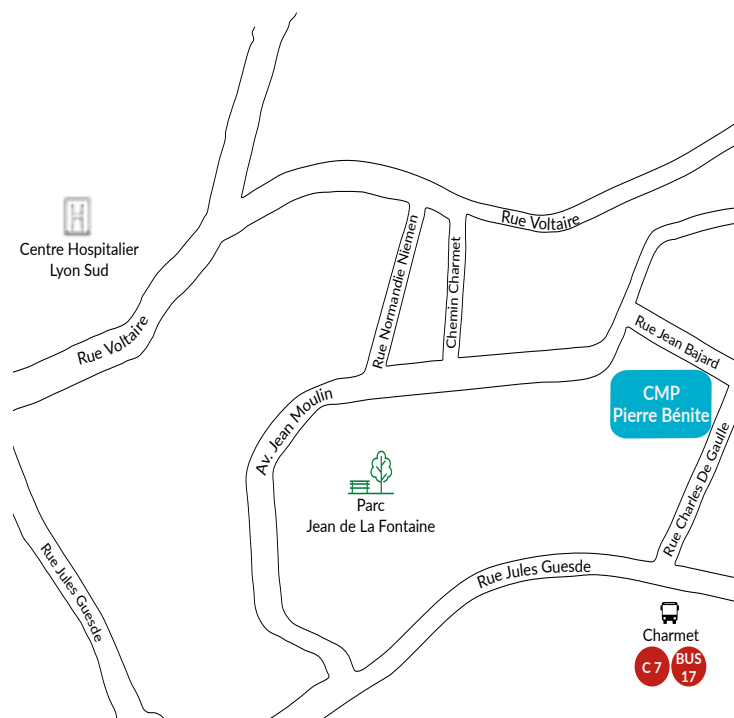 Rue Voltaire
Centre Hospitalier
Lyon Sud
Rue Normandie Niemen
Chemin Charmet
Rue Voltaire
Rue Jean Bajard
CMP
Pierre Bénite
Av. Jean Moulin
Rue Charles De Gaulle
Parc
Jean de La Fontaine
Rue Jules Guesde
Rue Jules Guesde
Charmet
C 7
BUS
17
H